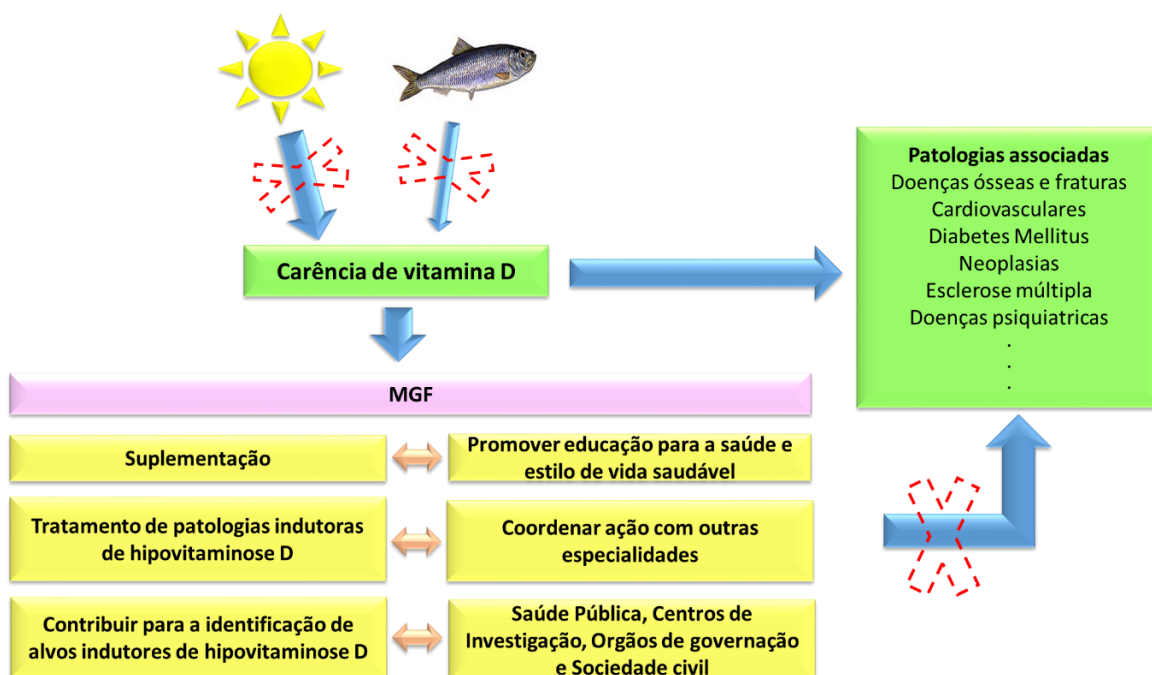 Patologias associadas
Doenças ósseas e fraturas
Cardiovasculares
Diabetes Mellitus
Neoplasias
Esclerose múltipla
Doenças psiquiatricas
.
.
.
Carência de vitamina D
MGF
Suplementação
Promover educação para a saúde e
estilo de vida saudável
Tratamento de patologias indutoras
de hipovitaminose D
Coordenar ação com outras
especialidades
Contribuir para a identificação de
alvos indutores de hipovitaminose D
Saúde Pública, Centros de
Investigação, Orgãos de governação
e Sociedade civil